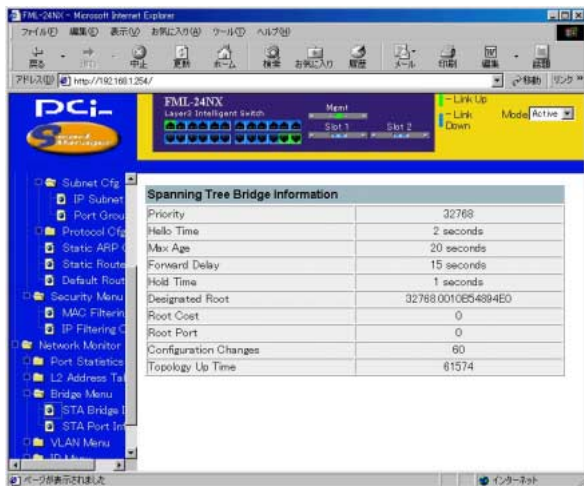 FML-24NX - Microsoft Internet Explorer
ファイル(F) 編集(E) 表示(V) お気に入り(A) ツール(T) ヘルプ(H)
戻る 中止 更新 ホーム 検索 お気に入り 履歴 メール 印刷 編集
アドレス(D) http://192.168.1.254/ 移動 リンク
PCi
FML-24NX
Layer3 Intelligent Switch
Mgmt
Slot 1 Slot 2
Link Up
Link Down
Mode Active
Subnet Cfg
IP Subnet
Port Grou
Protocol Cfg
Static ARP
Static Route
Default Rout
Security Menu
MAC Filterin
IP Filtering C
Network Monitor
Port Statistics
L2 Address Tal
Bridge Menu
STA Bridge I
STA Port Inf
VLAN Menu
IP Menu
Spanning Tree Bridge Information
Priority 32768
Hello Time 2 seconds
Max Age 20 seconds
Forward Delay 15 seconds
Hold Time 1 seconds
Designated Root 32768.0010B54894E0
Root Cost 0
Root Port 0
Configuration Changes 60
Topology Up Time 61574
ページが表示されました インターネット